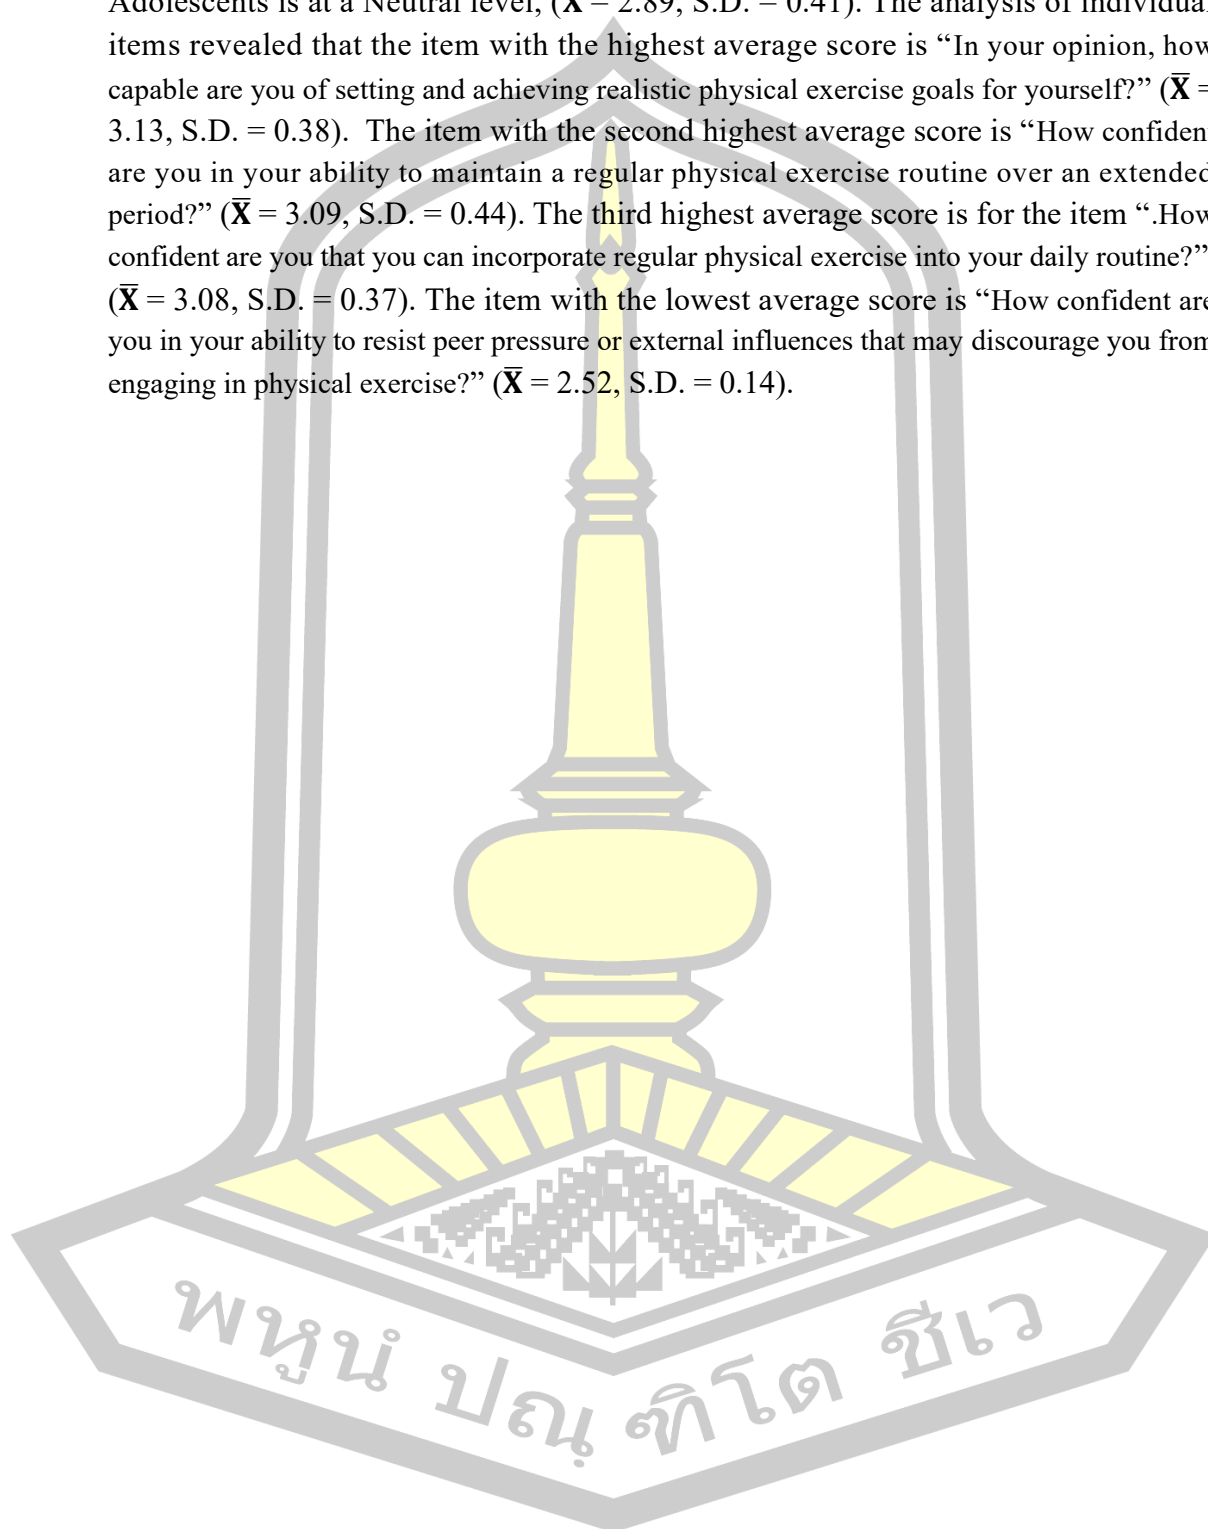 Adolescents is at a Neutral level, (X̄ = 2.89, S.D. = 0.41). The analysis of individual
items revealed that the item with the highest average score is “In your opinion, how
capable are you of setting and achieving realistic physical exercise goals for yourself?” (X̄ =
3.13, S.D. = 0.38). The item with the second highest average score is “How confident
are you in your ability to maintain a regular physical exercise routine over an extended
period?” (X̄ = 3.09, S.D. = 0.44). The third highest average score is for the item “.How
confident are you that you can incorporate regular physical exercise into your daily routine?”
(X̄ = 3.08, S.D. = 0.37). The item with the lowest average score is “How confident are
you in your ability to resist peer pressure or external influences that may discourage you from
engaging in physical exercise?” (X̄ = 2.52, S.D. = 0.14).
พหูนํ ปณฺ ฑิโต ชีเว